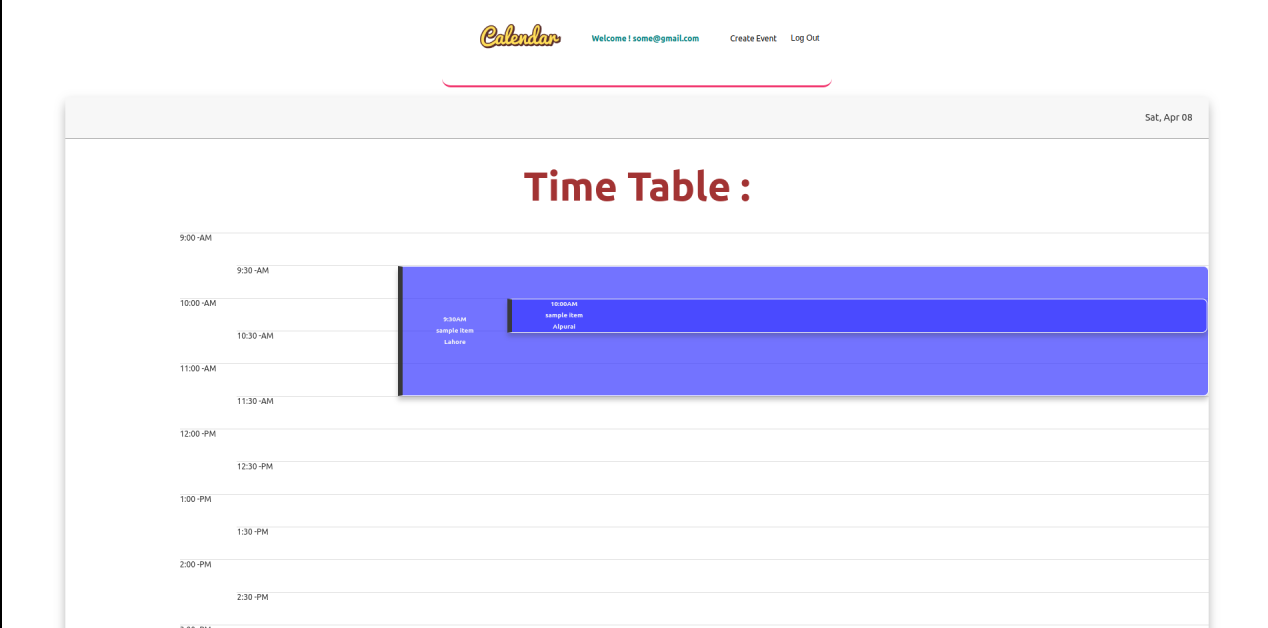 Calendar Welcome ! some@gmail.com Create Event Log Out
Sat, Apr 08
Time Table :
9:00 -AM
9:30 -AM
10:00 -AM
10:00AM
sample item
Alpurai
9:30AM
sample item
Lahore
10:30 -AM
11:00 -AM
11:30 -AM
12:00 -PM
12:30 -PM
1:00 -PM
1:30 -PM
2:00 -PM
2:30 -PM